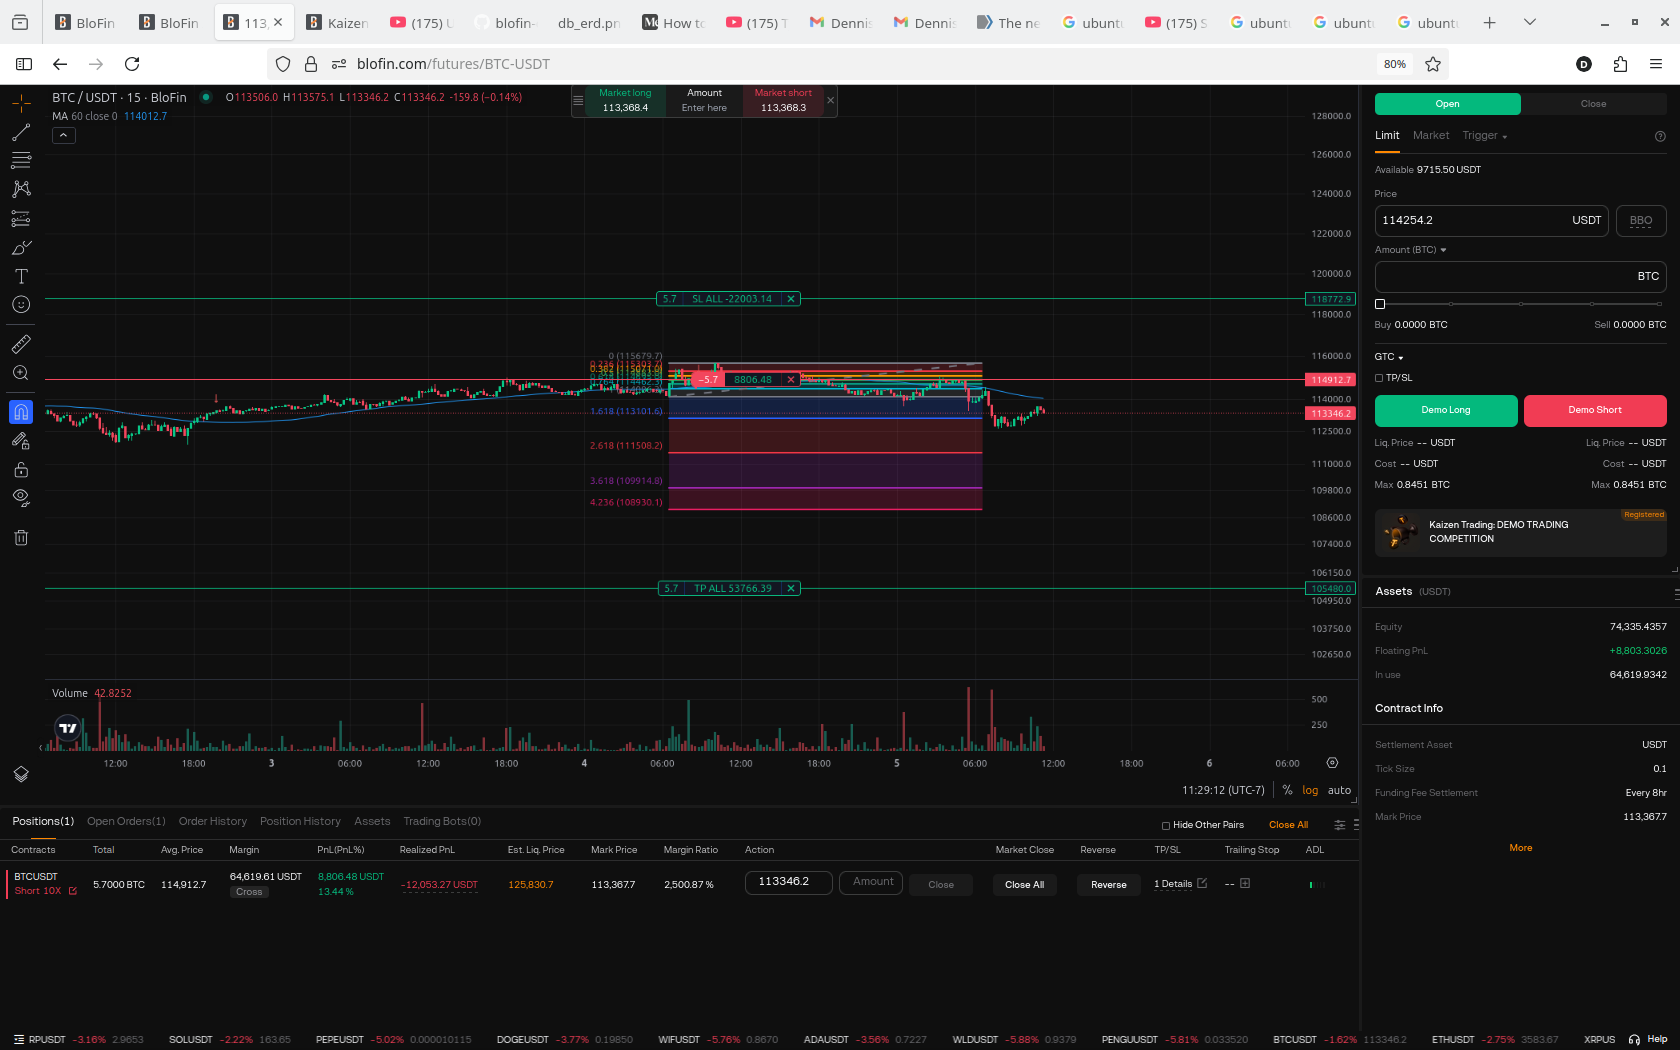 BloFin
BloFin
113,
Kaizen
(175) U
blofin-
db_erd.pn
How to
(175) T
Dennis
Dennis
The ne
ubuntu
(175) S
ubuntu
ubuntu
ubuntu
blofin.com/futures/BTC-USDT
80%
BTC / USDT · 15 · BloFin
O113506.0 H113575.1 L113346.2 C113346.2 -159.8 (−0.14%)
MA 60 close 0 114012.7
Market long
113,368.4
Amount
Enter here
Market short
113,368.3
128000.0
126000.0
124000.0
122000.0
120000.0
118772.9
118000.0
116000.0
114912.7
114000.0
113346.2
112500.0
111000.0
109800.0
108600.0
107400.0
106150.0
105480.0
104950.0
103750.0
102650.0
5.7 SL ALL -22003.14
0 (115679.7)
−5.7 8806.48
1.618 (113101.6)
2.618 (111508.2)
3.618 (109914.8)
4.236 (108930.1)
5.7 TP ALL 53766.39
Volume 42.8252
500
250
12:00 18:00 3 06:00 12:00 18:00 4 06:00 12:00 18:00 5 06:00 12:00 18:00 6 06:00
11:29:12 (UTC-7) % log auto
Open Close
Limit Market Trigger
Available 9715.50 USDT
Price
114254.2 USDT BBO
Amount (BTC)
BTC
Buy 0.0000 BTC Sell 0.0000 BTC
GTC
TP/SL
Demo Long Demo Short
Liq. Price -- USDT Liq. Price -- USDT
Cost -- USDT Cost -- USDT
Max 0.8451 BTC Max 0.8451 BTC
Registered
Kaizen Trading: DEMO TRADING
COMPETITION
Assets (USDT)
Equity 74,335.4357
Floating PnL +8,803.3026
In use 64,619.9342
Contract Info
Settlement Asset USDT
Tick Size 0.1
Funding Fee Settlement Every 8hr
Mark Price 113,367.7
More
Positions(1) Open Orders(1) Order History Position History Assets Trading Bots(0)
Hide Other Pairs Close All
Contracts Total Avg. Price Margin PnL(PnL%) Realized PnL Est. Liq. Price Mark Price Margin Ratio Action Market Close Reverse TP/SL Trailing Stop ADL
BTCUSDT
Short 10X
5.7000 BTC
114,912.7
64,619.61 USDT
Cross
8,806.48 USDT
13.44 %
-12,053.27 USDT
125,830.7
113,367.7
2,500.87 %
113346.2
Amount
Close
Close All
Reverse
1 Details
--
RPUSDT -3.16% 2.9653 SOLUSDT -2.22% 163.65 PEPEUSDT -5.02% 0.000010115 DOGEUSDT -3.77% 0.19850 WIFUSDT -5.76% 0.8670 ADAUSDT -3.56% 0.7227 WLDUSDT -5.88% 0.9379 PENGUUSDT -5.81% 0.033520 BTCUSDT -1.62% 113346.2 ETHUSDT -2.75% 3583.67 XRPUS
Help